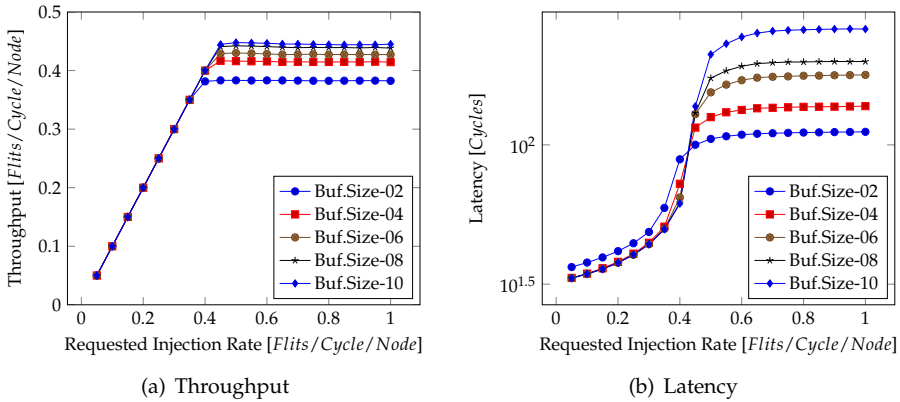 Throughput [Flits/Cycle/Node]
0.5
0.4
0.3
0.2
0.1
0
0 0.2 0.4 0.6 0.8 1
Requested Injection Rate [Flits/Cycle/Node]
Buf.Size-02
Buf.Size-04
Buf.Size-06
Buf.Size-08
Buf.Size-10
(a) Throughput
Latency [Cycles]
10^2
10^1.5
0 0.2 0.4 0.6 0.8 1
Requested Injection Rate [Flits/Cycle/Node]
Buf.Size-02
Buf.Size-04
Buf.Size-06
Buf.Size-08
Buf.Size-10
(b) Latency